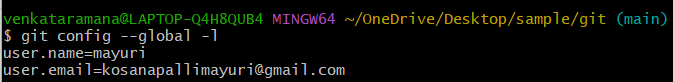 venkataramana@LAPTOP-Q4H8QUB4 MINGW64 ~/OneDrive/Desktop/sample/git (main)
$ git config --global -l
user.name=mayuri
user.email=kosanapallimayuri@gmail.com